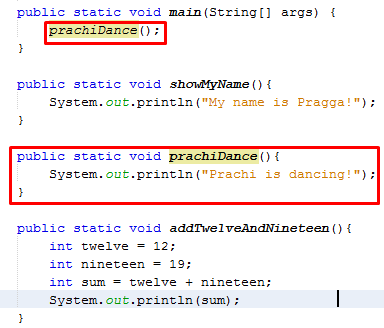 public static void main(String[] args) {
    prachiDance();
}
public static void showMyName(){
    System.out.println("My name is Pragga!");
}
public static void prachiDance(){
    System.out.println("Prachi is dancing!");
}
public static void addTwelveAndNineteen(){
    int twelve = 12;
    int nineteen = 19;
    int sum = twelve + nineteen;
    System.out.println(sum);